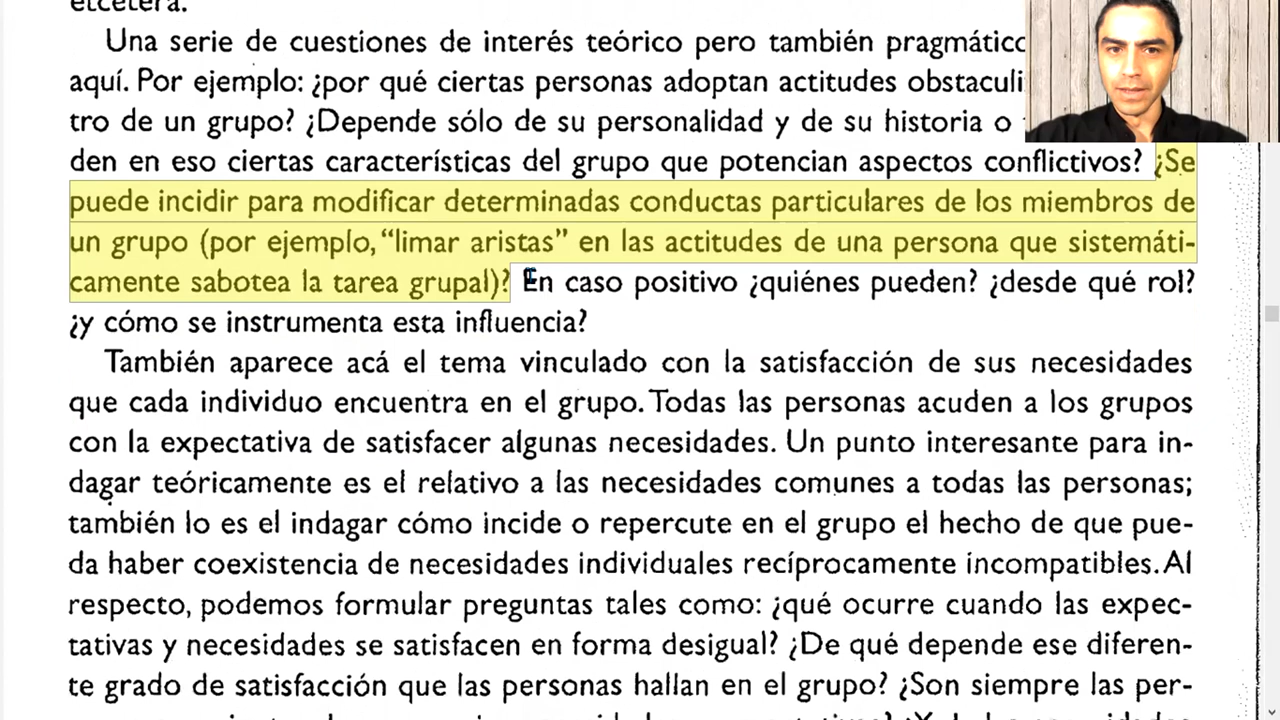 etcétera.
Una serie de cuestiones de interés teórico pero también pragmátic
aquí. Por ejemplo: ¿por qué ciertas personas adoptan actitudes obstaculi
tro de un grupo? ¿Depende sólo de su personalidad y de su historia o
den en eso ciertas características del grupo que potencian aspectos conflictivos? ¿Se
puede incidir para modificar determinadas conductas particulares de los miembros de
un grupo (por ejemplo, “limar aristas” en las actitudes de una persona que sistemáti-
camente sabotea la tarea grupal)? En caso positivo ¿quiénes pueden? ¿desde qué rol?
¿y cómo se instrumenta esta influencia?
También aparece acá el tema vinculado con la satisfacción de sus necesidades
que cada individuo encuentra en el grupo. Todas las personas acuden a los grupos
con la expectativa de satisfacer algunas necesidades. Un punto interesante para in-
dagar teóricamente es el relativo a las necesidades comunes a todas las personas;
también lo es el indagar cómo incide o repercute en el grupo el hecho de que pue-
da haber coexistencia de necesidades individuales recíprocamente incompatibles. Al
respecto, podemos formular preguntas tales como: ¿qué ocurre cuando las expec-
tativas y necesidades se satisfacen en forma desigual? ¿De qué depende ese diferen-
te grado de satisfacción que las personas hallan en el grupo? ¿Son siempre las per-